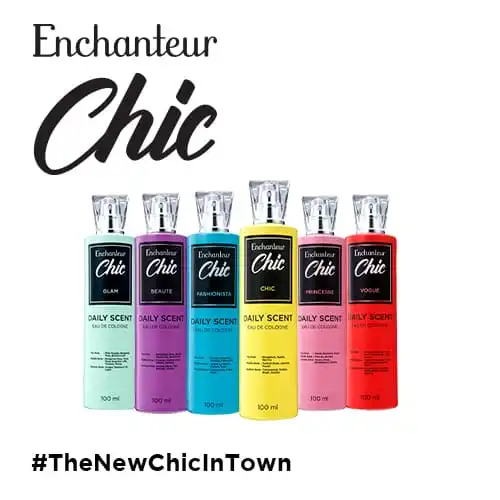 Enchanteur
Chic
Enchanteur
Chic
GLAM
DAILY SCENT
EAU DE COLOGNE
100 ml
Enchanteur
Chic
BEAUTE
DAILY SCENT
EAU DE COLOGNE
100 ml
Enchanteur
Chic
FASHIONISTA
DAILY SCENT
EAU DE COLOGNE
100 ml
Enchanteur
Chic
CHIC
DAILY SCENT
EAU DE COLOGNE
100 ml
Enchanteur
Chic
PRINCESSE
DAILY SCENT
EAU DE COLOGNE
100 ml
Enchanteur
Chic
VOGUE
DAILY SCENT
EAU DE COLOGNE
100 ml
#TheNewChicInTown